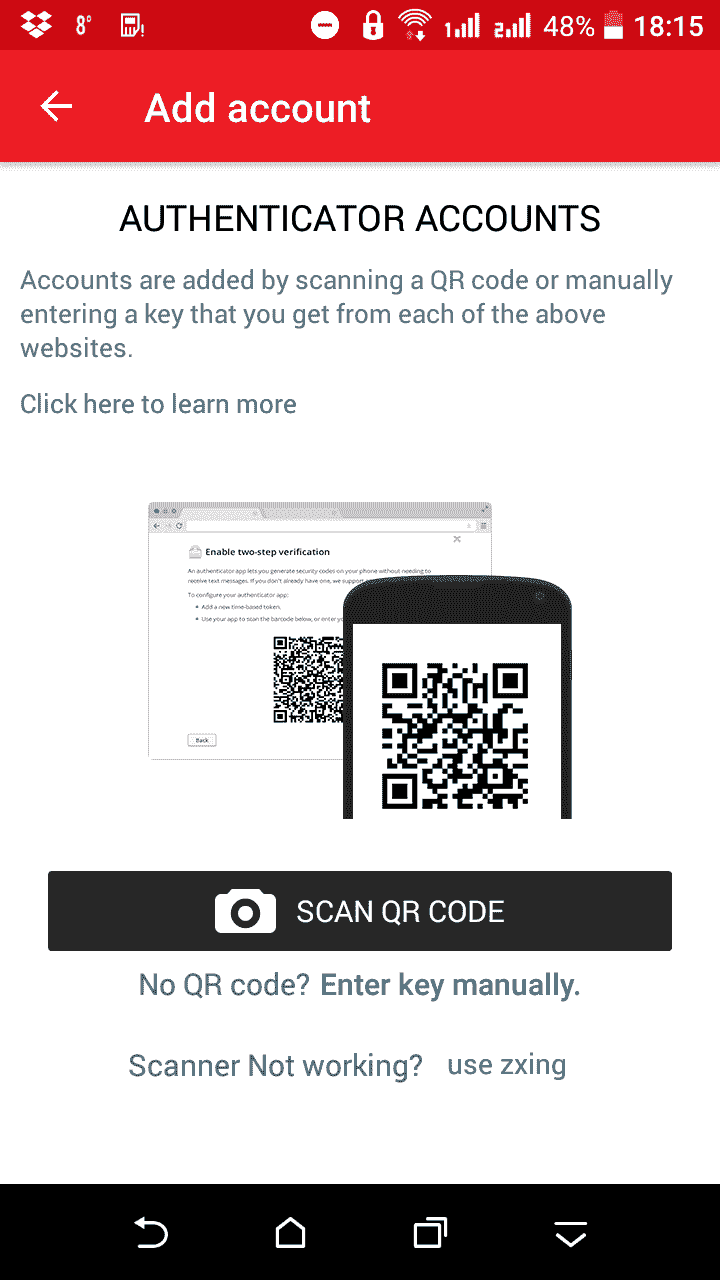 8° 1 2 48% 18:15
Add account
AUTHENTICATOR ACCOUNTS
Accounts are added by scanning a QR code or manually
entering a key that you get from each of the above
websites.
Click here to learn more
Enable two-step verification
An authenticator app lets you generate security codes on your phone without needing to
receive text messages. If you don't already have one, we support
To configure your authenticator app:
Add a new time-based token.
Use your app to scan the barcode below, or enter
Back
SCAN QR CODE
No QR code? Enter key manually.
Scanner Not working? use zxing